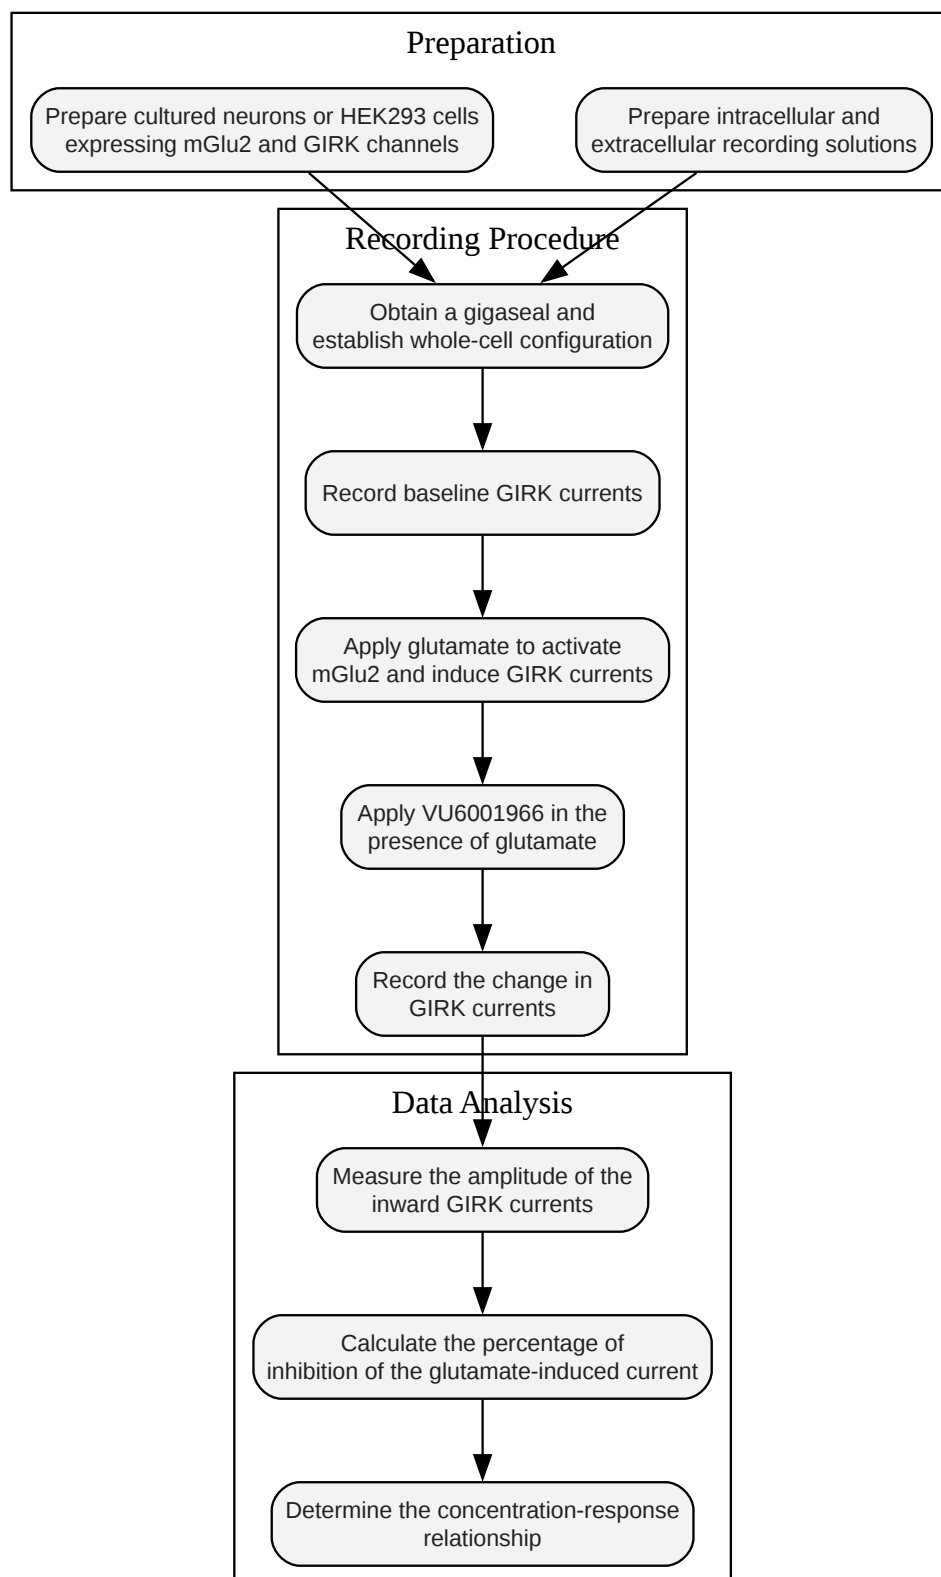 Preparation
Prepare cultured neurons or HEK293 cells
expressing mGlu2 and GIRK channels
Prepare intracellular and
extracellular recording solutions
Recording Procedure
Obtain a gigaseal and
establish whole-cell configuration
Record baseline GIRK currents
Apply glutamate to activate
mGlu2 and induce GIRK currents
Apply VU6001966 in the
presence of glutamate
Record the change in
GIRK currents
Data Analysis
Measure the amplitude of the
inward GIRK currents
Calculate the percentage of
inhibition of the glutamate-induced current
Determine the concentration-response
relationship